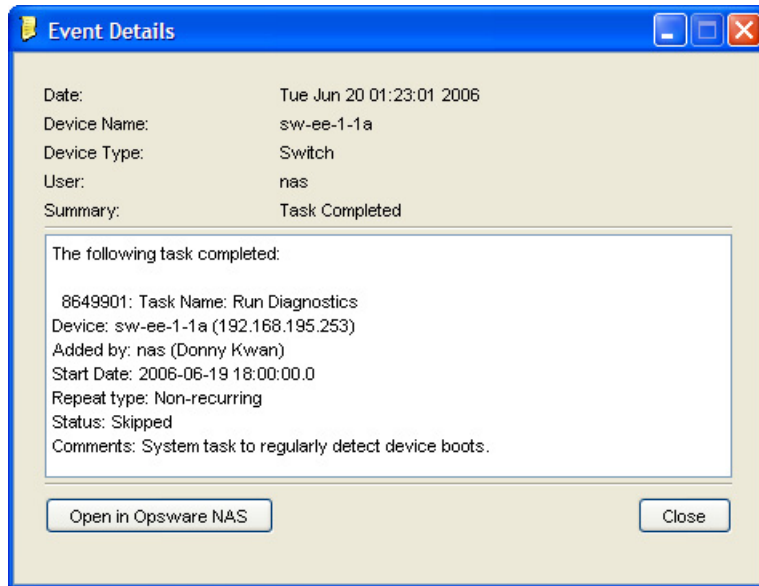 Event Details
Date: Tue Jun 20 01:23:01 2006
Device Name: sw-ee-1-1a
Device Type: Switch
User: nas
Summary: Task Completed
The following task completed:
8649901: Task Name: Run Diagnostics
Device: sw-ee-1-1a (192.168.195.253)
Added by: nas (Donny Kwan)
Start Date: 2006-06-19 18:00:00.0
Repeat type: Non-recurring
Status: Skipped
Comments: System task to regularly detect device boots.
Open in Opsware NAS Close